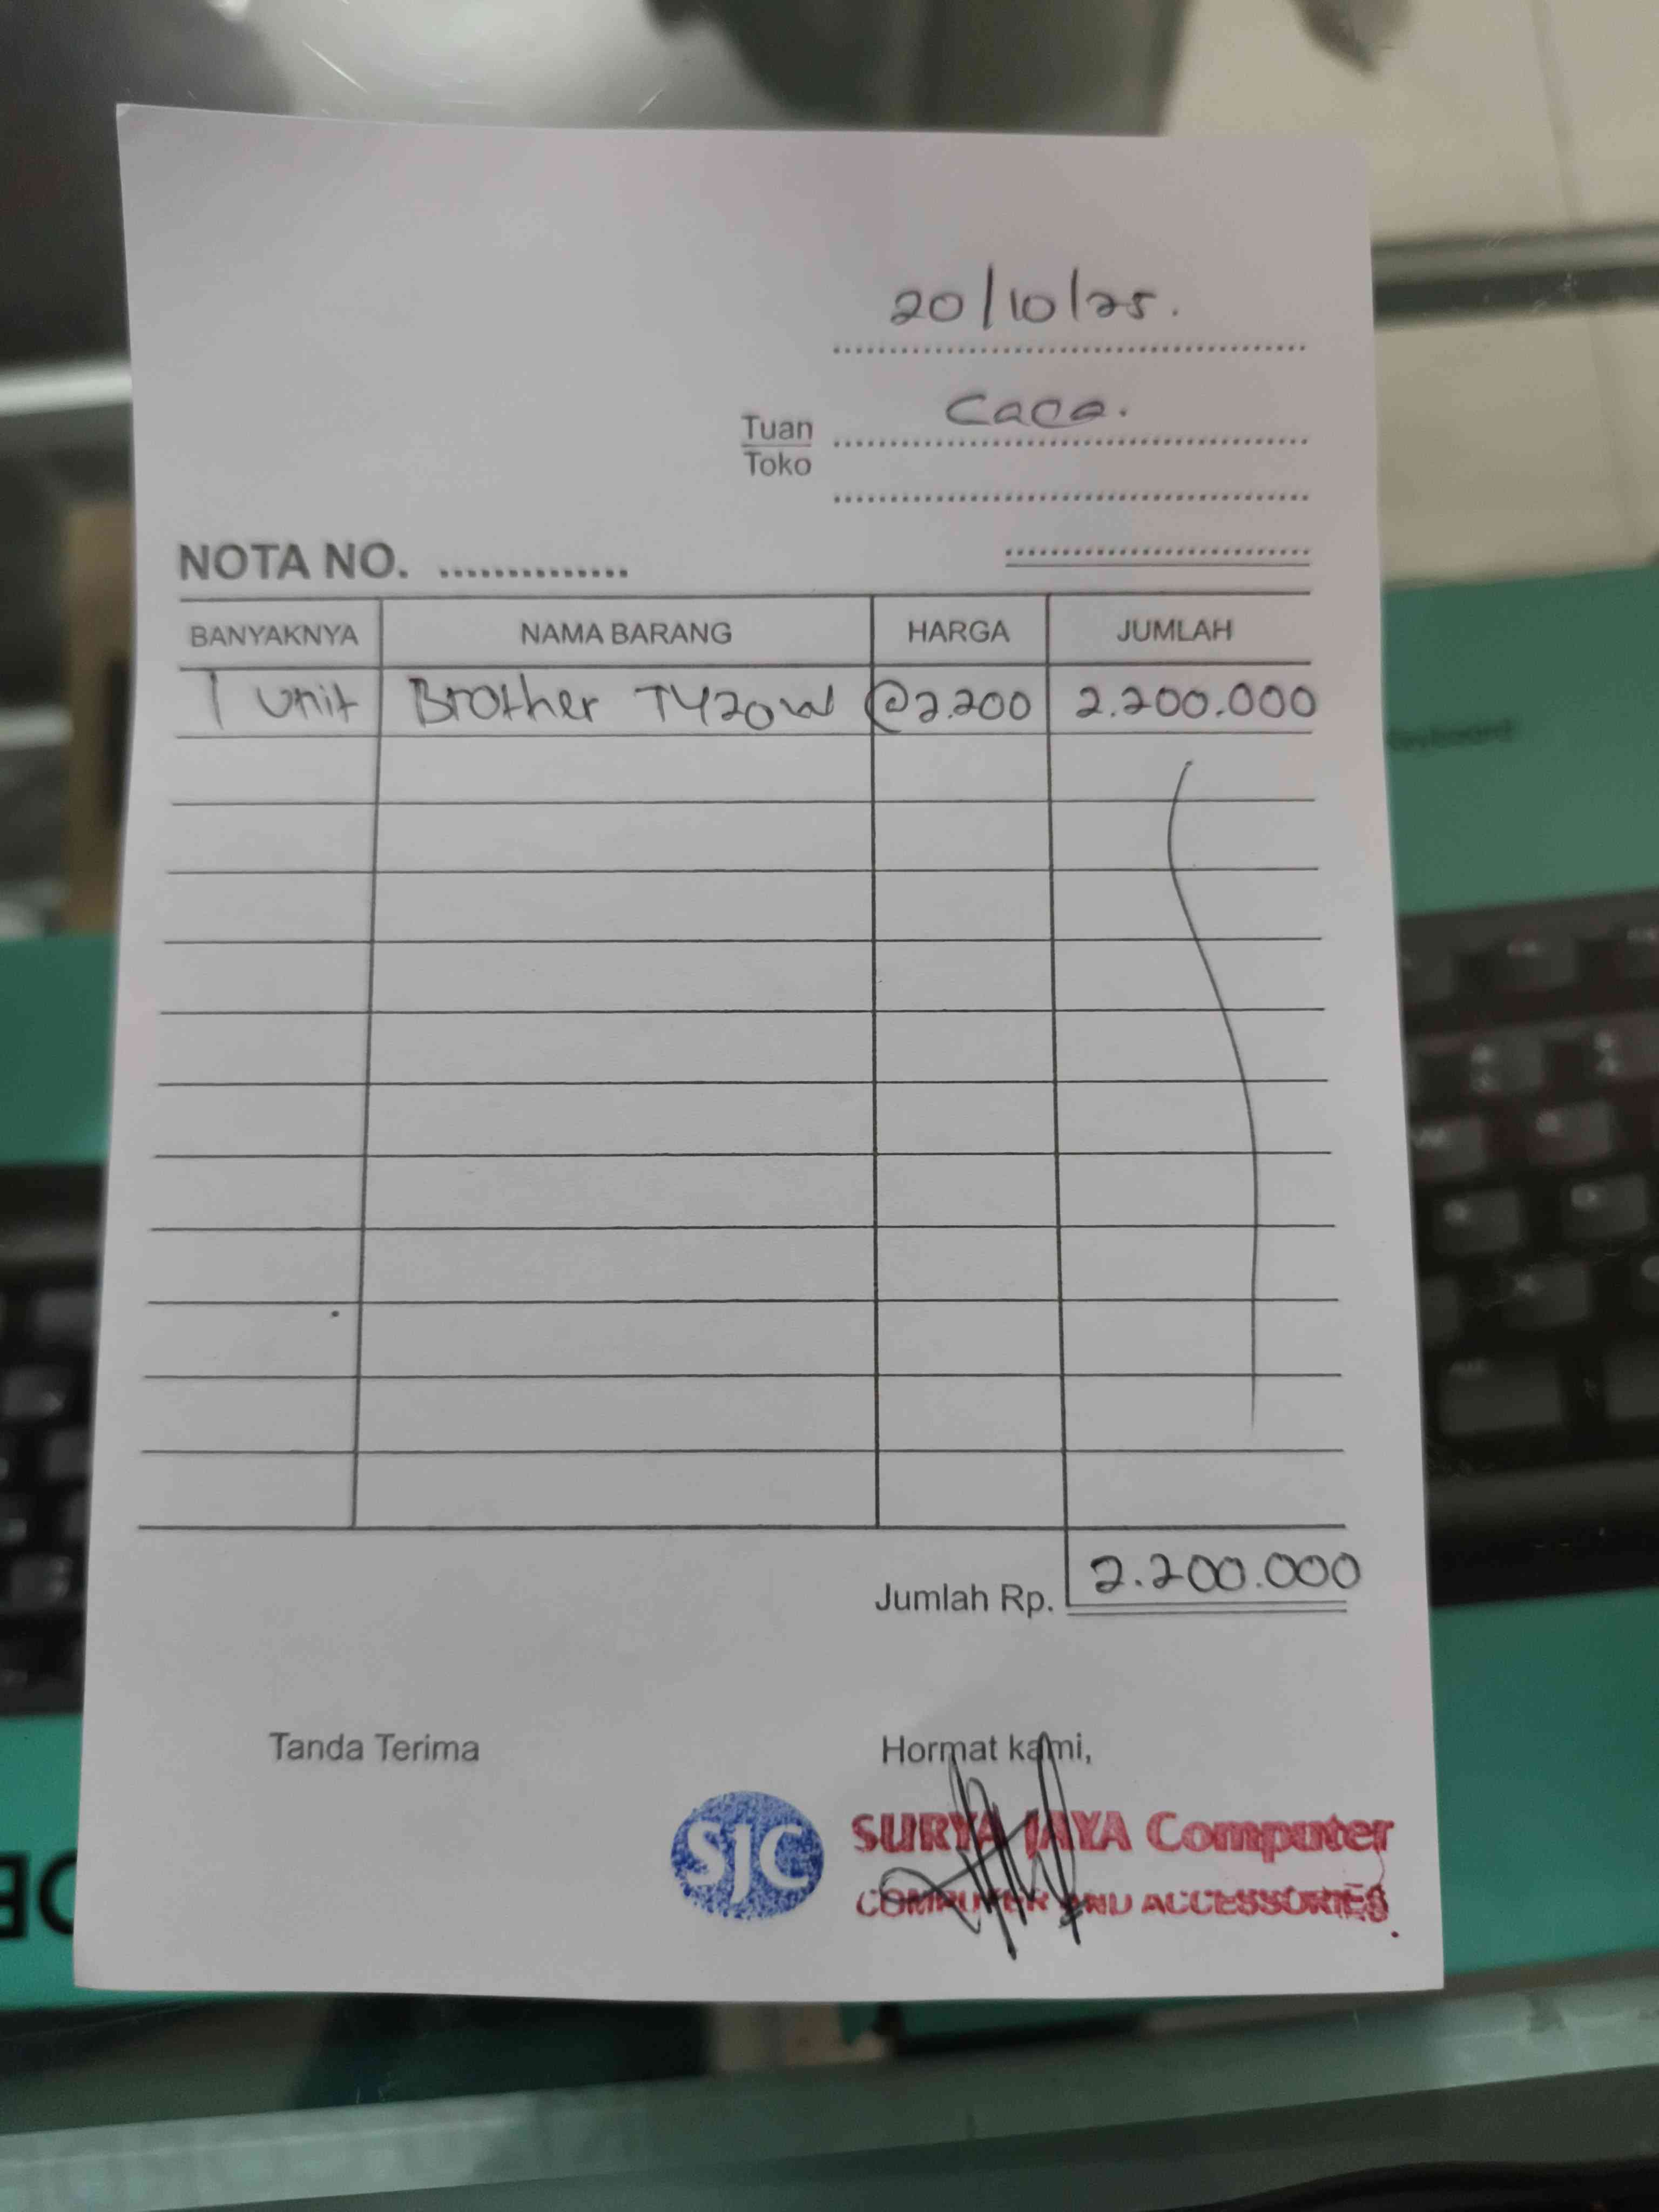 20/10/25.
Caca.
Tuan
Toko
NOTA NO.
BANYAKNYA NAMA BARANG HARGA JUMLAH
1 Unit Brother T420W @2.200 2.200.000
Jumlah Rp. 2.200.000
Tanda Terima Hormat kami,
SJC SURYA JAYA Computer
COMPUTER AND ACCESSORIES